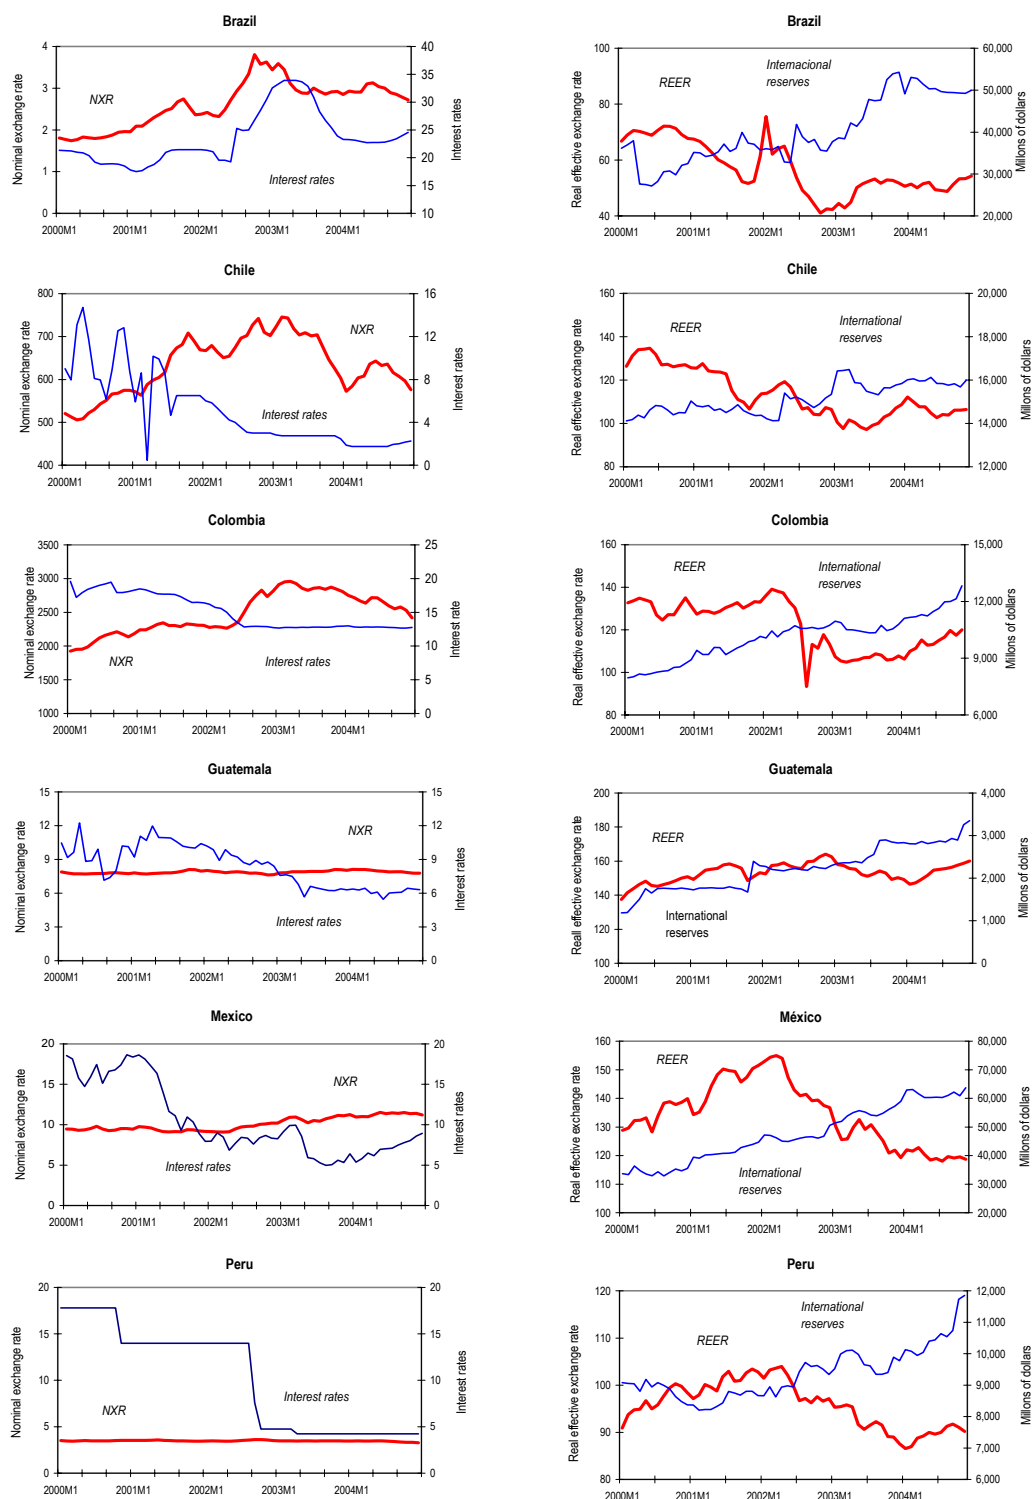 Brazil
Nominal exchange rate
4
3
2
1
0
40
35
30
25
20
15
10
Interest rates
NXR
Interest rates
2000M1 2001M1 2002M1 2003M1 2004M1
Brazil
Real effective exchange rate
100
80
60
40
60,000
50,000
40,000
30,000
20,000
Millons of dollars
REER
Internacional
reserves
2000M1 2001M1 2002M1 2003M1 2004M1
Chile
Nominal exchange rate
800
700
600
500
400
16
12
8
4
0
Interest rates
NXR
Interest rates
2000M1 2001M1 2002M1 2003M1 2004M1
Chile
Real effective exchange rate
160
140
120
100
80
20,000
18,000
16,000
14,000
12,000
Millons of dollars
REER
International
reserves
2000M1 2001M1 2002M1 2003M1 2004M1
Colombia
Nominal exchange rate
3500
3000
2500
2000
1500
1000
25
20
15
10
5
0
Interest rate
NXR
Interest rates
2000M1 2001M1 2002M1 2003M1 2004M1
Colombia
Real effective exchange rate
160
140
120
100
80
15,000
12,000
9,000
6,000
Millons of dollars
REER
International
reserves
2000M1 2001M1 2002M1 2003M1 2004M1
Guatemala
Nominal exchange rate
15
12
9
6
3
0
15
12
9
6
3
0
Interest rates
NXR
Interest rates
2000M1 2001M1 2002M1 2003M1 2004M1
Guatemala
Reall effective exchange rate
200
180
160
140
120
100
4,000
3,000
2,000
1,000
0
Millons of dollars
REER
International
reserves
2000M1 2001M1 2002M1 2003M1 2004M1
Mexico
Nominal exchange rate
20
15
10
5
0
20
15
10
5
0
Interest rates
NXR
Interest rates
2000M1 2001M1 2002M1 2003M1 2004M1
México
Real effective exchange rate
160
150
140
130
120
110
100
80,000
70,000
60,000
50,000
40,000
30,000
20,000
Millons of dollars
REER
International
reserves
2000M1 2001M1 2002M1 2003M1 2004M1
Peru
Nominal exchange rate
20
15
10
5
0
20
15
10
5
0
Interest rates
NXR
Interest rates
2000M1 2001M1 2002M1 2003M1 2004M1
Peru
Real effective exchange rate
120
110
100
90
80
12,000
11,000
10,000
9,000
8,000
7,000
6,000
Millons of dollars
REER
International
reserves
2000M1 2001M1 2002M1 2003M1 2004M1